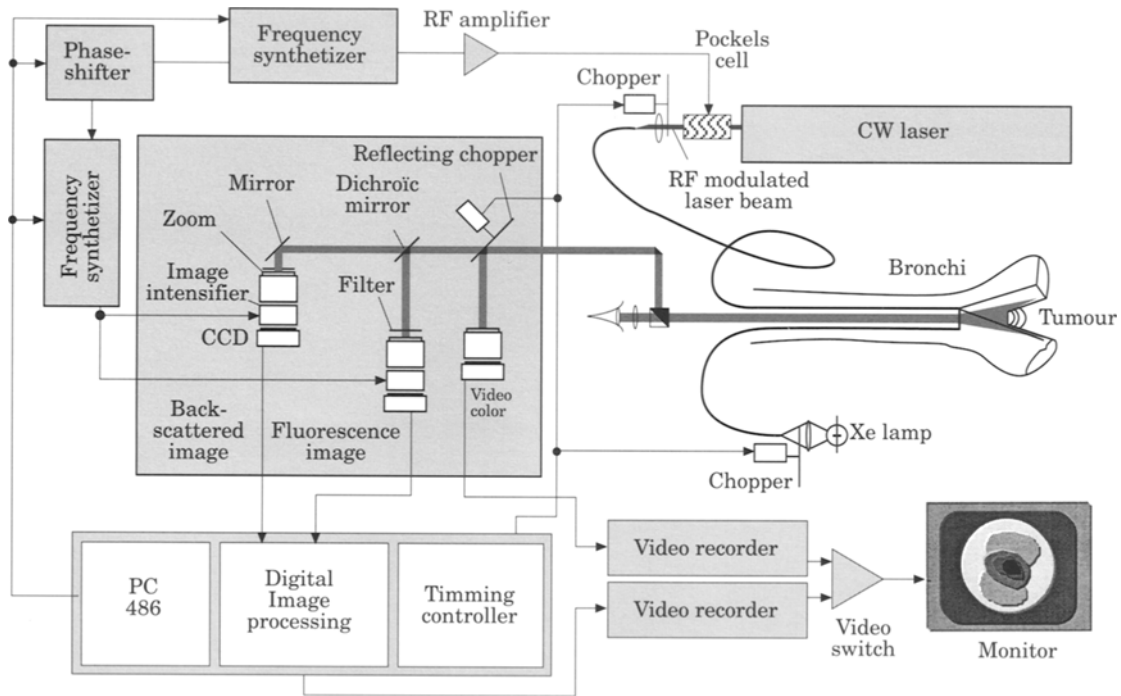 RF amplifier
Frequency
synthetizer
Phase-
shifter
Pockels
cell
Chopper
CW laser
Reflecting chopper
RF modulated
laser beam
Mirror
Dichroïc
mirror
Zoom
Frequency
synthetizer
Image
intensifier
Filter
Bronchi
CCD
Tumour
Video
color
Back-
scattered
image
Fluorescence
image
Xe lamp
Chopper
PC
486
Digital
Image
processing
Timming
controller
Video recorder
Video recorder
Video
switch
Monitor